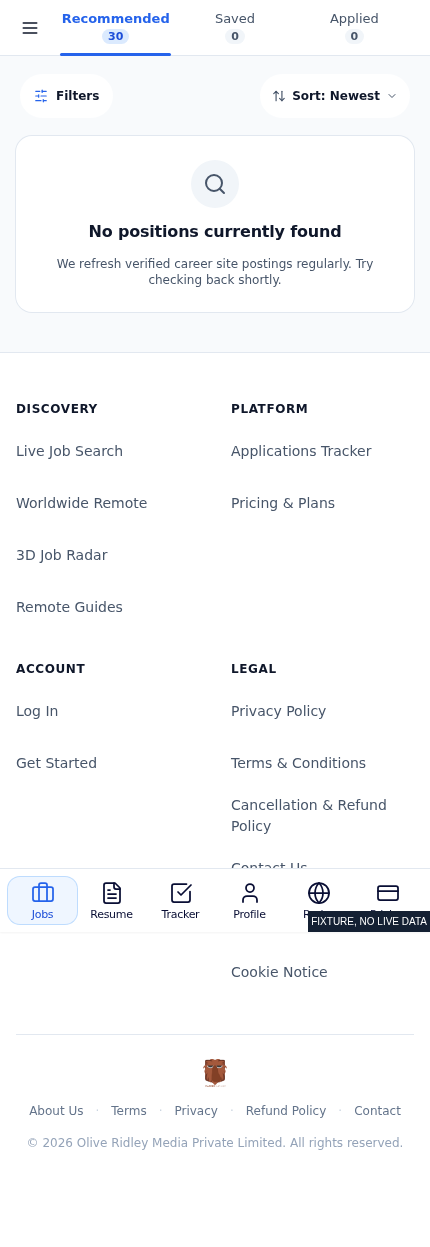 Recommended
30
Saved
0
Applied
0
Filters
Sort: Newest
No positions currently found
We refresh verified career site postings regularly. Try
checking back shortly.
DISCOVERY
Live Job Search
Worldwide Remote
3D Job Radar
Remote Guides
PLATFORM
Applications Tracker
Pricing & Plans
ACCOUNT
Log In
Get Started
LEGAL
Privacy Policy
Terms & Conditions
Cancellation & Refund
Policy
Contact Us
Jobs
Resume
Tracker
Profile
FIXTURE, NO LIVE DATA
Cookie Notice
About Us · Terms · Privacy · Refund Policy · Contact
© 2026 Olive Ridley Media Private Limited. All rights reserved.